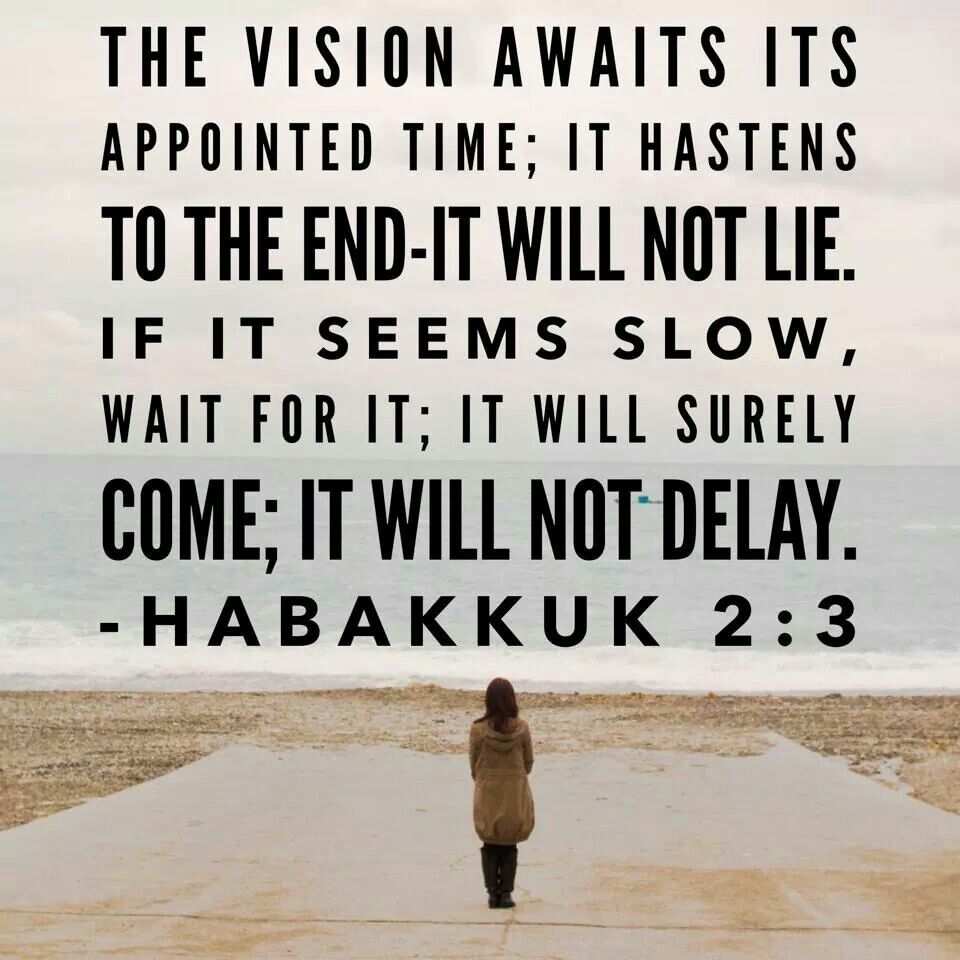 THE VISION AWAITS ITS
APPOINTED TIME; IT HASTENS
TO THE END-IT WILL NOT LIE.
IF IT SEEMS SLOW,
WAIT FOR IT; IT WILL SURELY
COME; IT WILL NOT DELAY.
-HABAKKUK 2:3